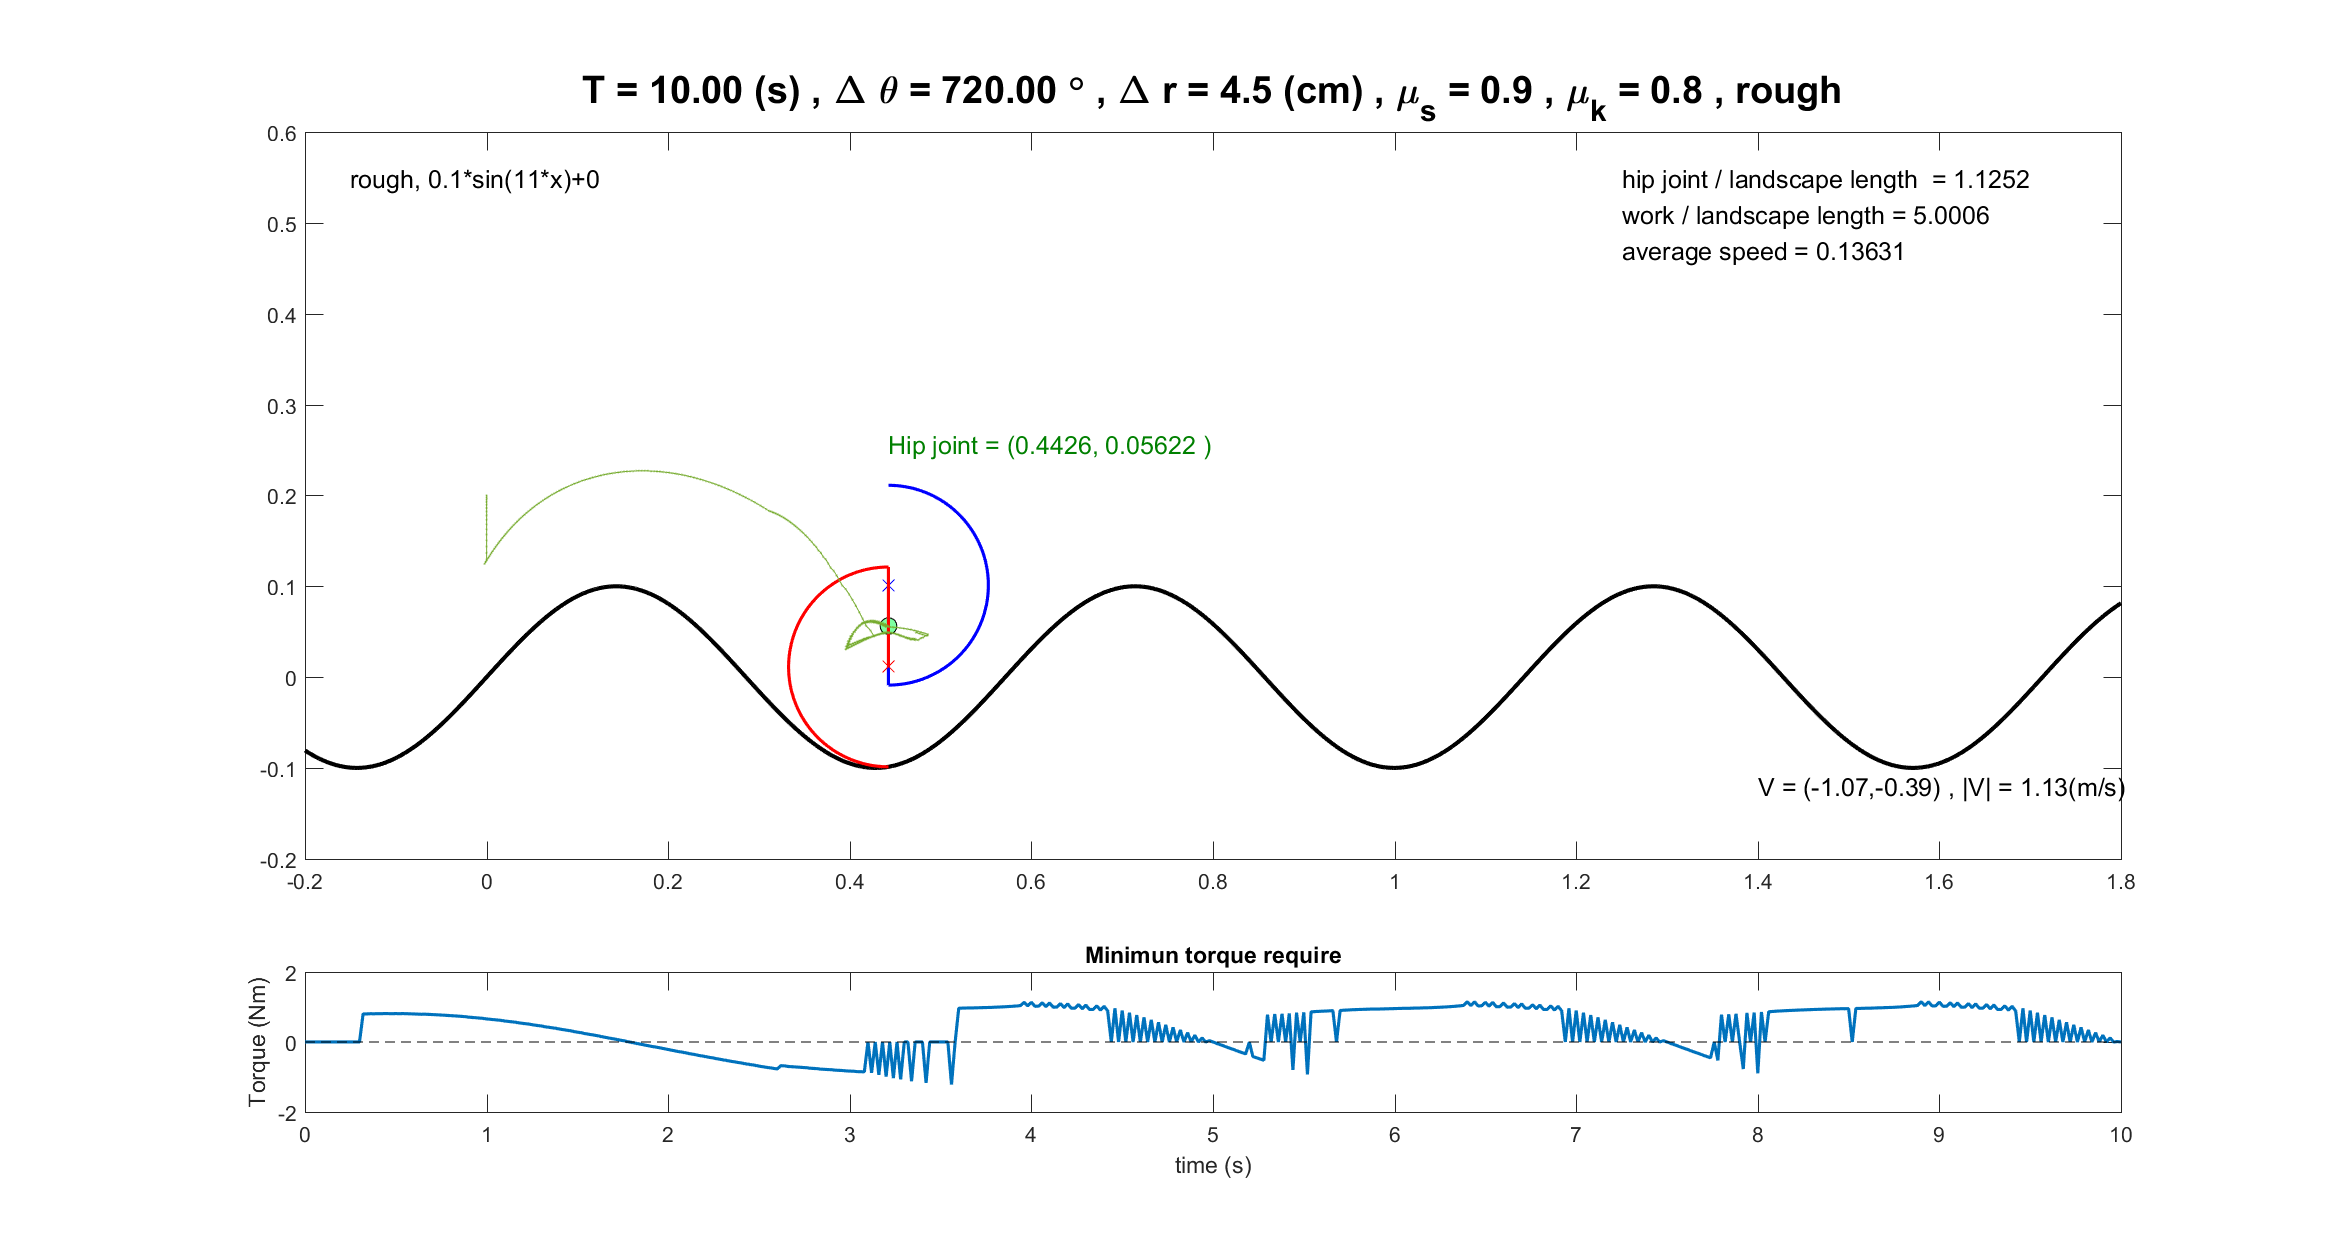 T = 10.00 (s) , Δ θ = 720.00 ° , Δ r = 4.5 (cm) , μs = 0.9 , μk = 0.8 , rough
0.6
rough, 0.1*sin(11*x)+0
hip joint / landscape length = 1.1252
work / landscape length = 5.0006
average speed = 0.13631
0.5
0.4
0.3
Hip joint = (0.4426, 0.05622 )
0.2
0.1
0
-0.1
V = (-1.07,-0.39) , |V| = 1.13(m/s)
-0.2
-0.2 0 0.2 0.4 0.6 0.8 1 1.2 1.4 1.6 1.8
Minimun torque require
Torque (Nm)
2
0
-2
0 1 2 3 4 5 6 7 8 9 10
time (s)